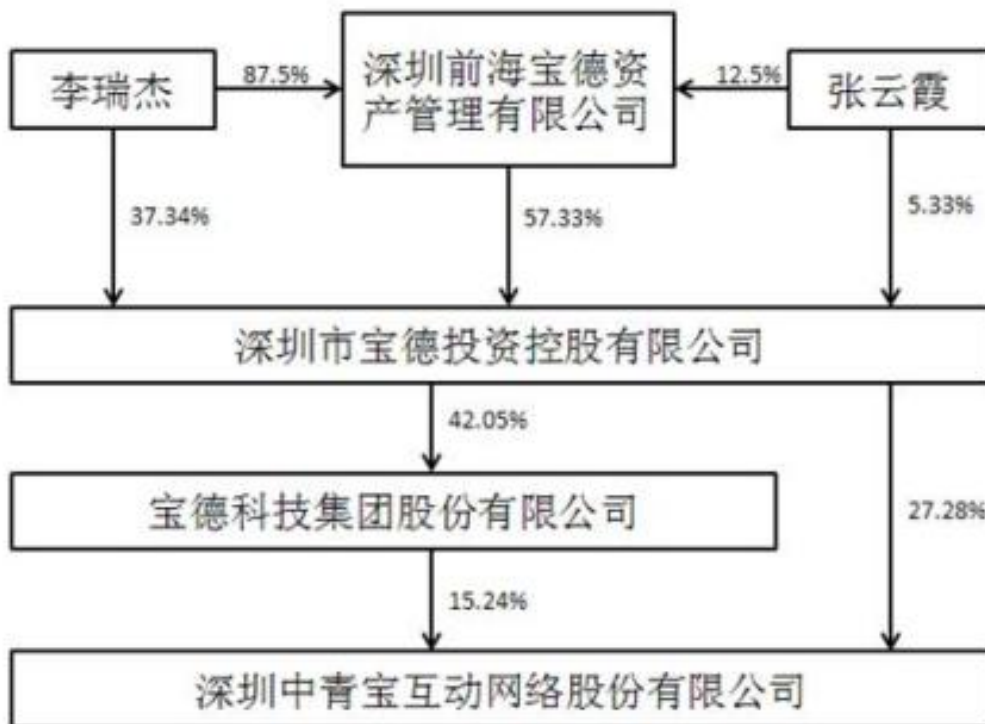 李瑞杰
87.5%
深圳前海宝德资
产管理有限公司
12.5%
张云霞
37.34%
57.33%
5.33%
深圳市宝德投资控股有限公司
42.05%
宝德科技集团股份有限公司
27.28%
15.24%
深圳中青宝互动网络股份有限公司